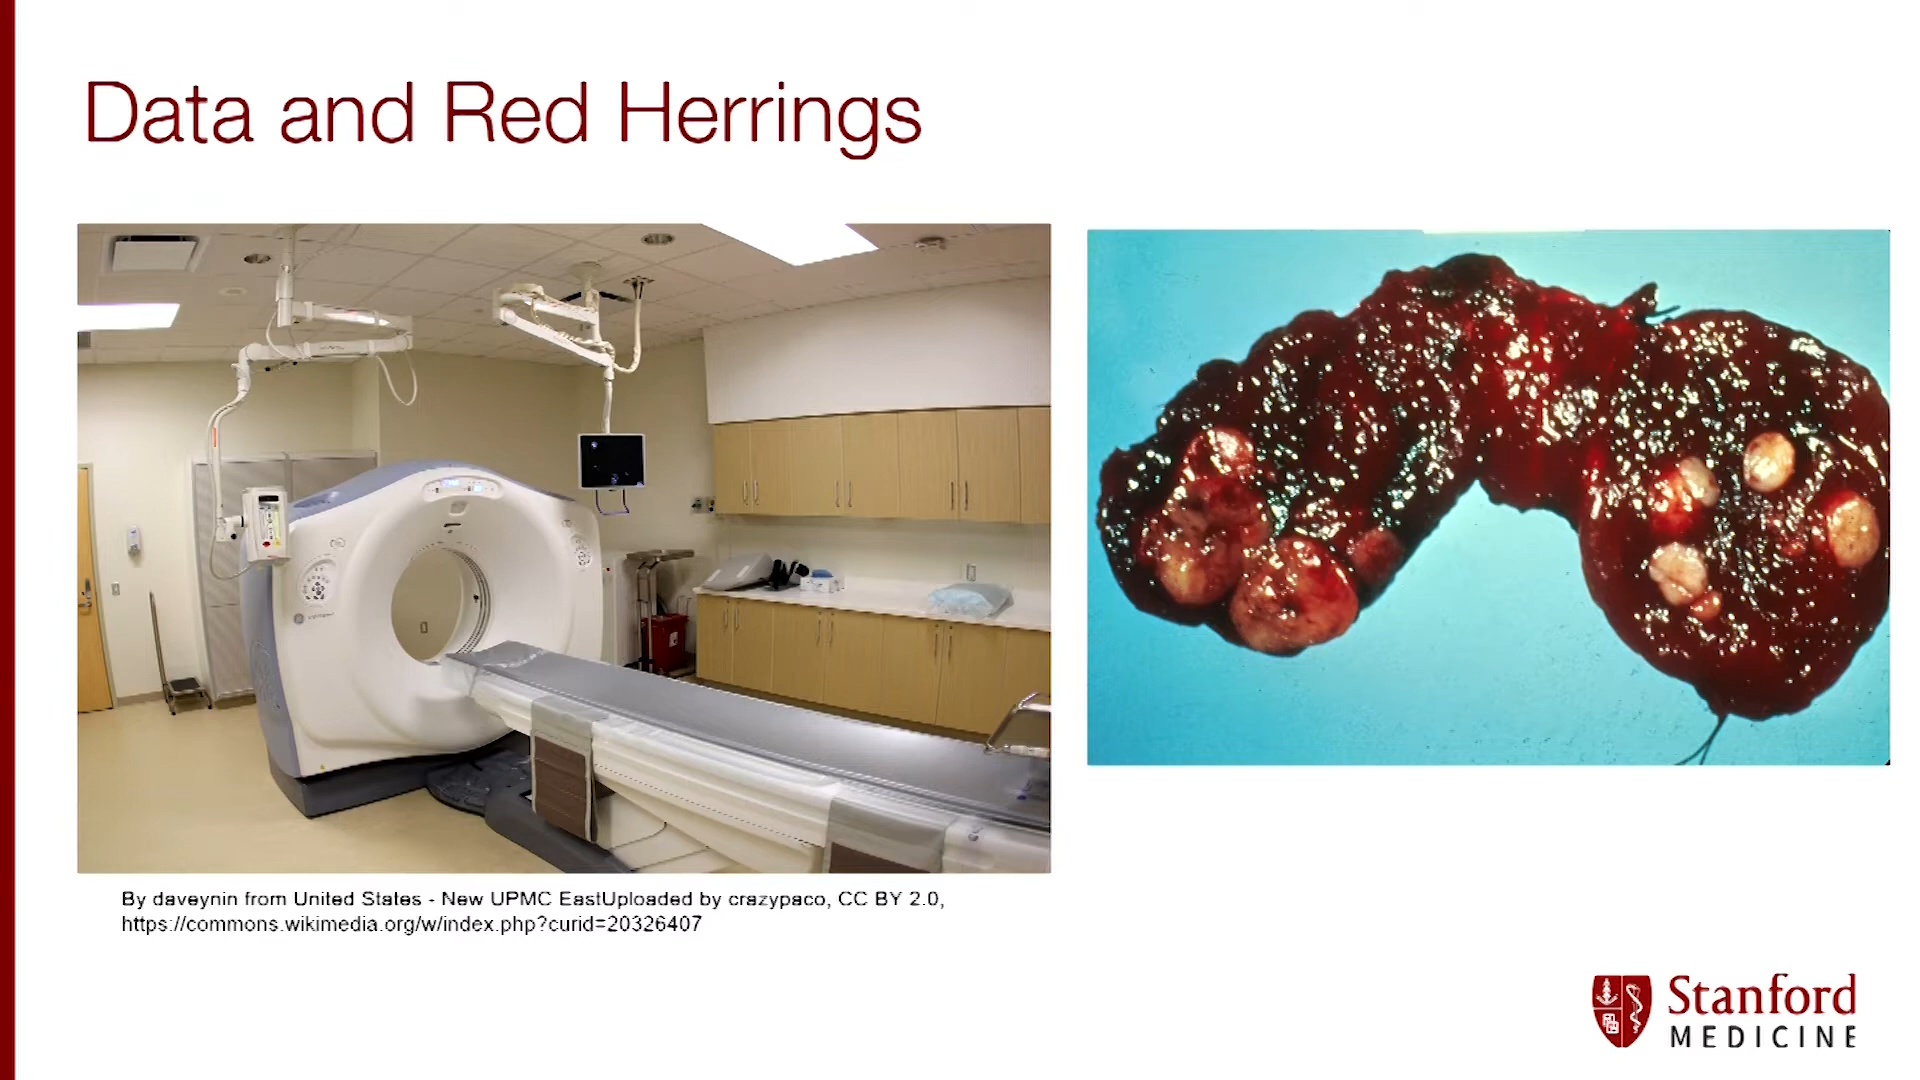 Data and Red Herrings
By daveynin from United States - New UPMC EastUploaded by crazypaco, CC BY 2.0,
https://commons.wikimedia.org/w/index.php?curid=20326407
Stanford
MEDICINE